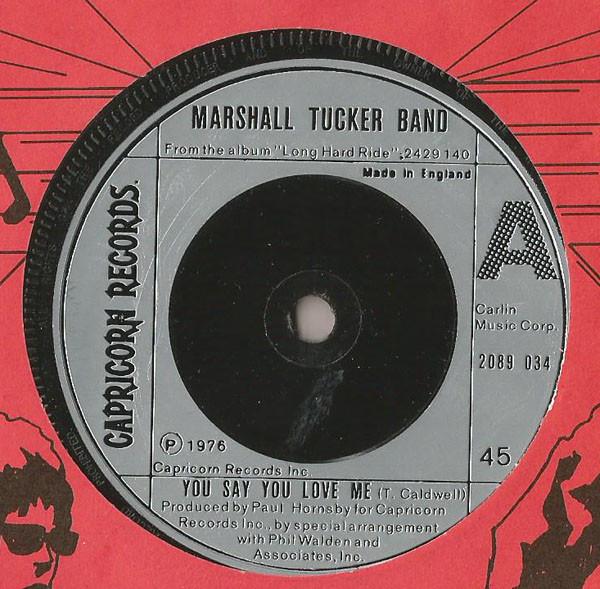 MARSHALL TUCKER BAND
From the album "Long Hard Ride":2429 140
Made in England
CAPRICORN RECORDS.
A
Carlin
Music Corp.
2089 034
45
Ⓟ 1976
Capricorn Records Inc.
YOU SAY YOU LOVE ME (T. Caldwell)
Produced by Paul Hornsby for Capricorn
Records Inc., by special arrangement
with Phil Walden and
Associates, Inc.